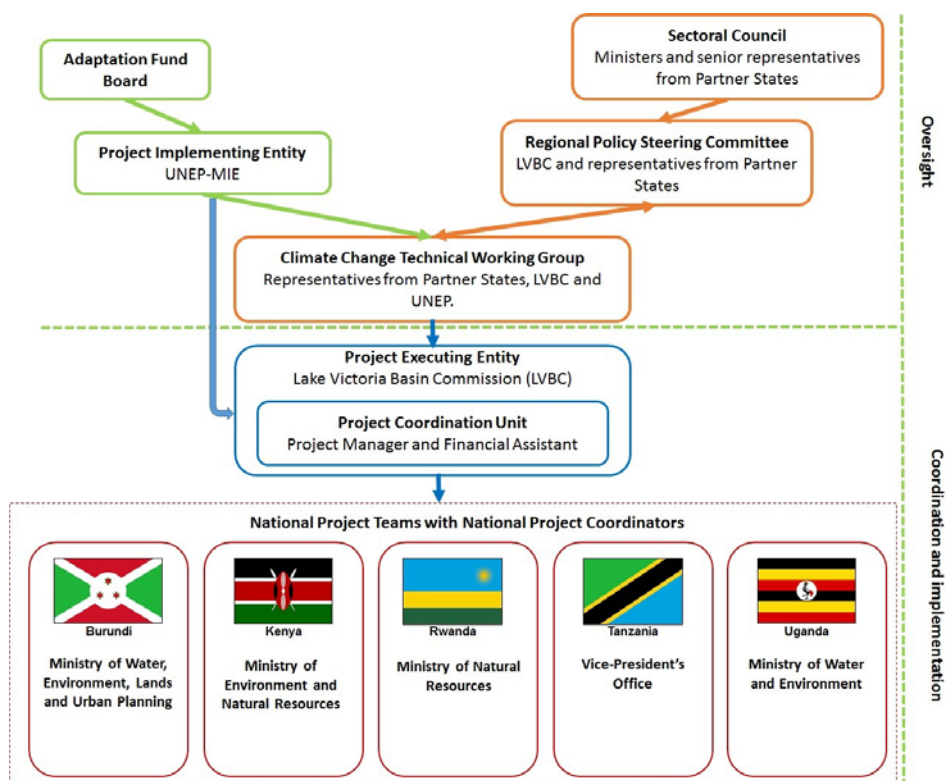 Adaptation Fund
Board
Sectoral Council
Ministers and senior representatives
from Partner States
Project Implementing Entity
UNEP-MIE
Regional Policy Steering Committee
LVBC and representatives from Partner
States
Oversight
Climate Change Technical Working Group
Representatives from Partner States, LVBC and
UNEP.
Project Executing Entity
Lake Victoria Basin Commission (LVBC)
Project Coordination Unit
Project Manager and Financial Assistant
Coordination and implementation
National Project Teams with National Project Coordinators
Burundi
Ministry of Water,
Environment, Lands
and Urban Planning
Kenya
Ministry of
Environment and
Natural Resources
Rwanda
Ministry of Natural
Resources
Tanzania
Vice-President’s
Office
Uganda
Ministry of Water
and Environment